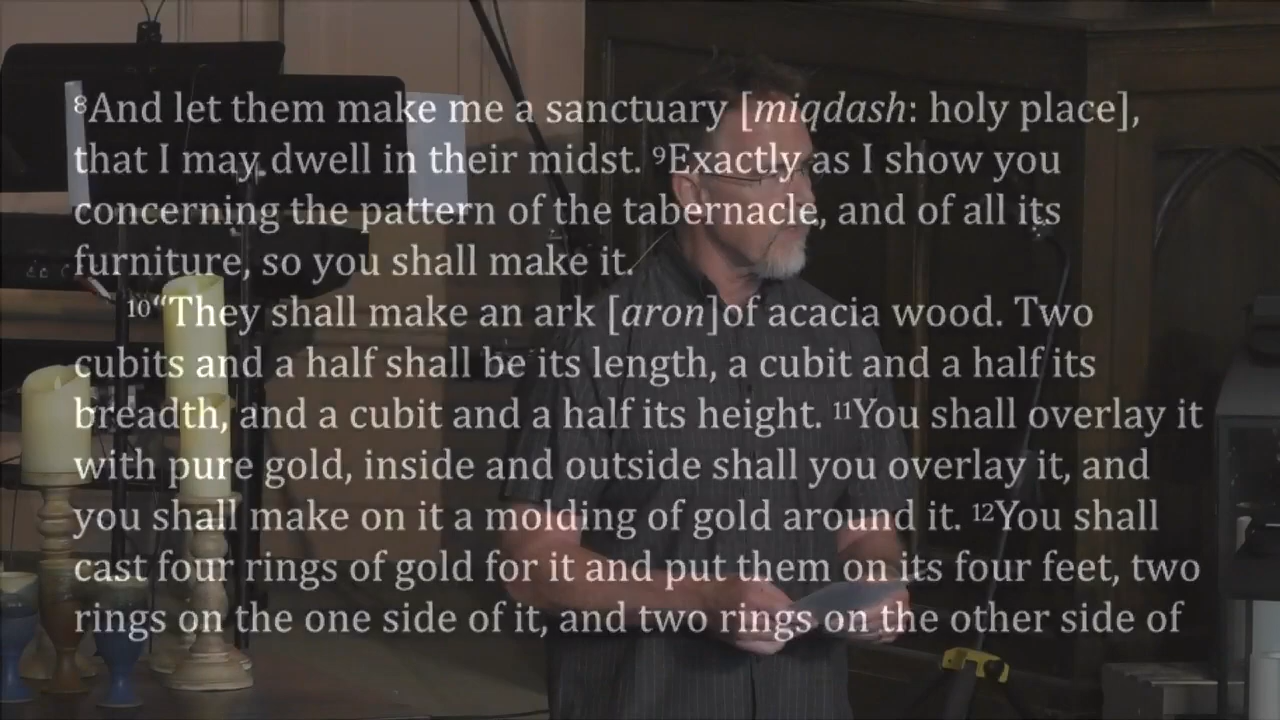 ⁸And let them make me a sanctuary [miqdash: holy place],
that I may dwell in their midst. ⁹Exactly as I show you
concerning the pattern of the tabernacle, and of all its
furniture, so you shall make it.
¹⁰“They shall make an ark [aron]of acacia wood. Two
cubits and a half shall be its length, a cubit and a half its
breadth, and a cubit and a half its height. ¹¹You shall overlay it
with pure gold, inside and outside shall you overlay it, and
you shall make on it a molding of gold around it. ¹²You shall
cast four rings of gold for it and put them on its four feet, two
rings on the one side of it, and two rings on the other side of